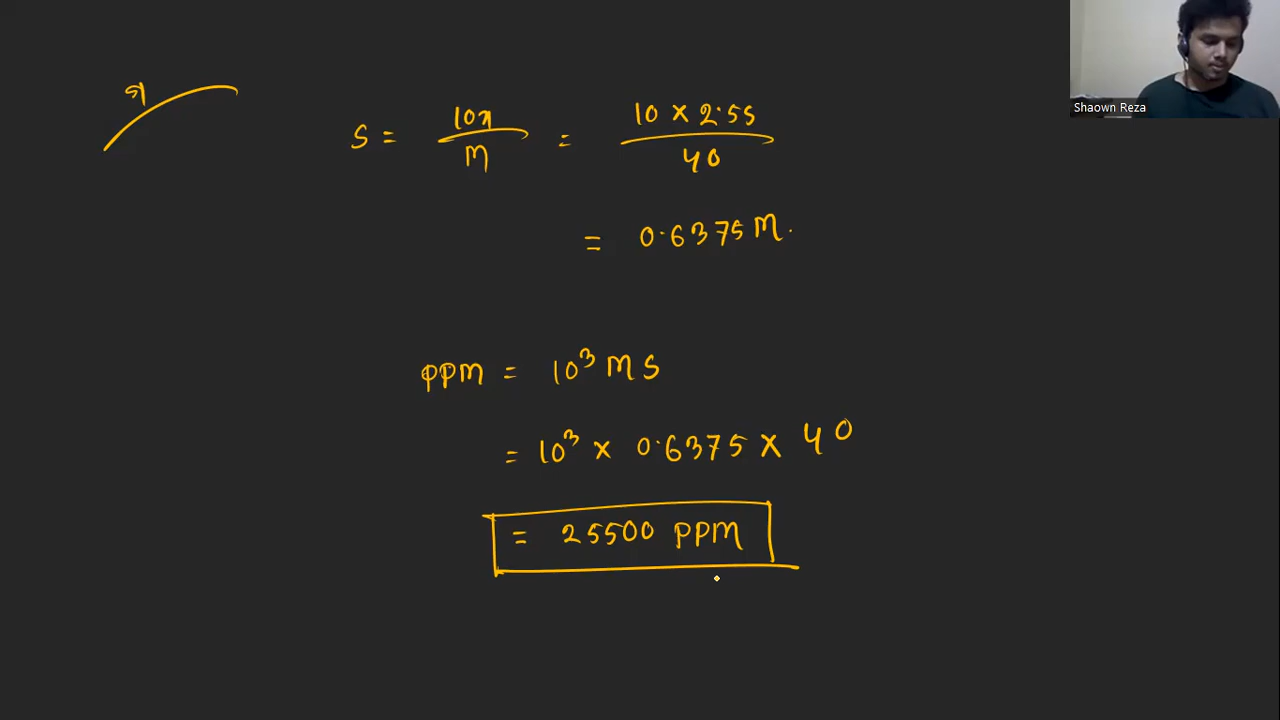 Shaown Reza
S = 10x/M = 10 × 2.55/40
= 0.6375 M.
PPM = 10³ M S
= 10³ × 0.6375 × 40
= 25500 PPM